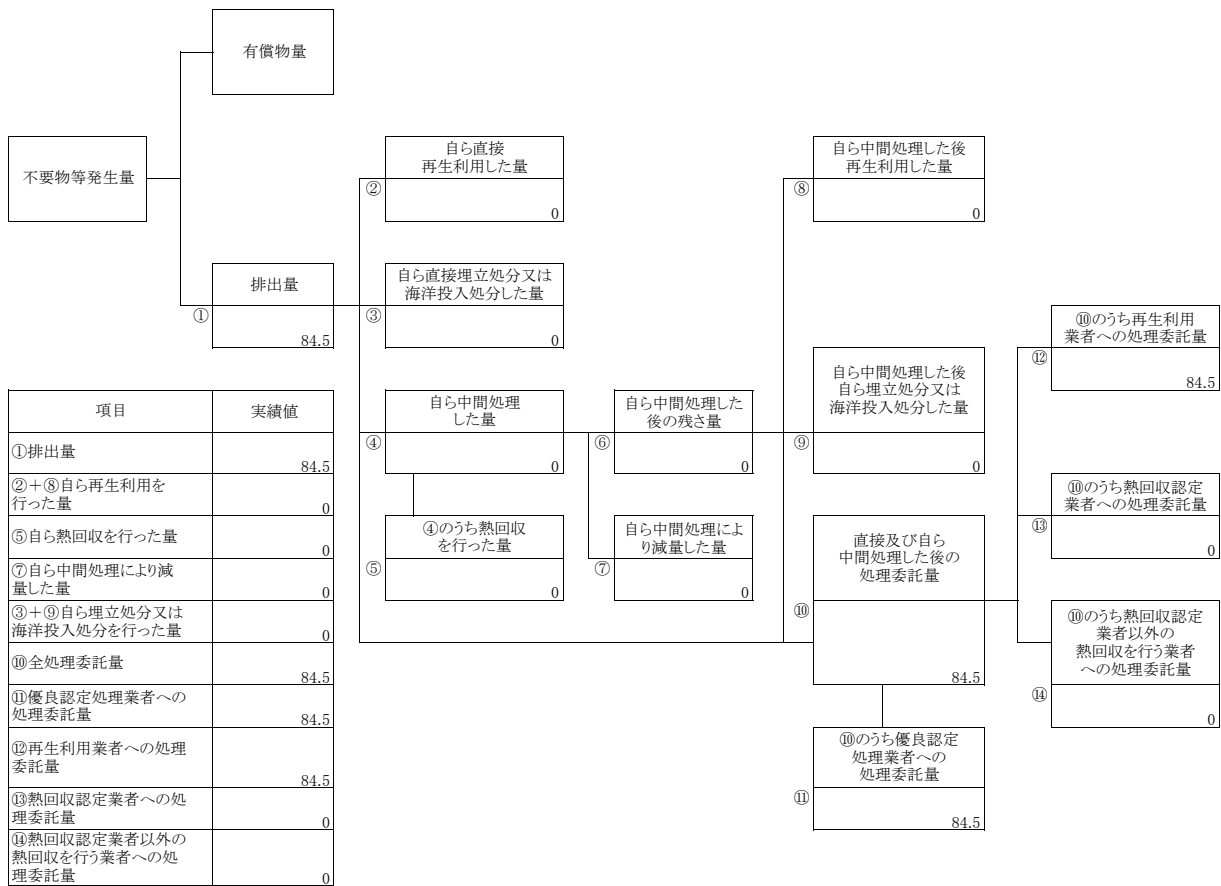 有償物量
不要物等発生量
自ら直接
再生利用した量
②
0
自ら中間処理した後
再生利用した量
⑧
0
排出量
①
84.5
自ら直接埋立処分又は
海洋投入処分した量
③
0
⑩のうち再生利用
業者への処理委託量
⑫
84.5
自ら中間処理
した量
④
0
自ら中間処理した
後の残さ量
⑥
0
自ら中間処理した後
自ら埋立処分又は
海洋投入処分した量
⑨
0
⑩のうち熱回収認定
業者への処理委託量
⑬
0
④のうち熱回収
を行った量
⑤
0
自ら中間処理によ
り減量した量
⑦
0
直接及び自ら
中間処理した後の
処理委託量
⑩
84.5
⑩のうち熱回収認定
業者以外の
熱回収を行う業者
への処理委託量
⑭
0
⑩のうち優良認定
処理業者への
処理委託量
⑪
84.5
項目 実績値
①排出量
84.5
②+⑧自ら再生利用を
行った量
0
⑤自ら熱回収を行った量
0
⑦自ら中間処理により減
量した量
0
③+⑨自ら埋立処分又は
海洋投入処分を行った量
0
⑩全処理委託量
84.5
⑪優良認定処理業者への
処理委託量
84.5
⑫再生利用業者への処理
委託量
84.5
⑬熱回収認定業者への処
理委託量
0
⑭熱回収認定業者以外の
熱回収を行う業者への処
理委託量
0